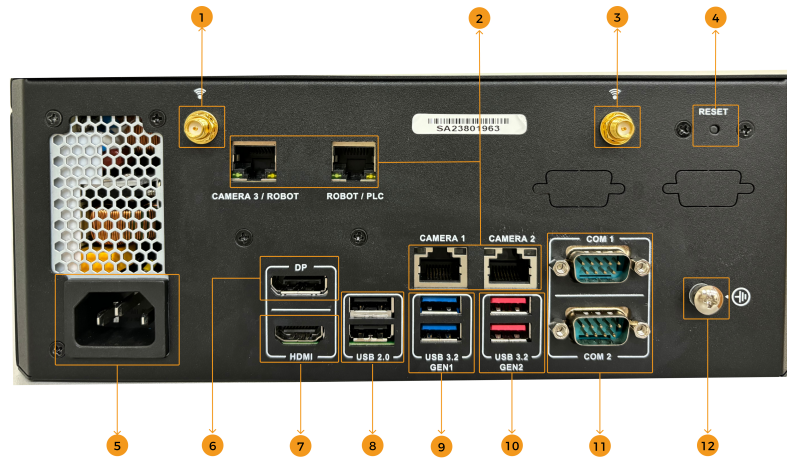 1
2
3
4
RESET
SA23801963
CAMERA 3 / ROBOT
ROBOT / PLC
CAMERA 1
CAMERA 2
COM 1
DP
HDMI
USB 2.0
USB 3.2
GEN1
USB 3.2
GEN2
COM 2
5
6
7
8
9
10
11
12